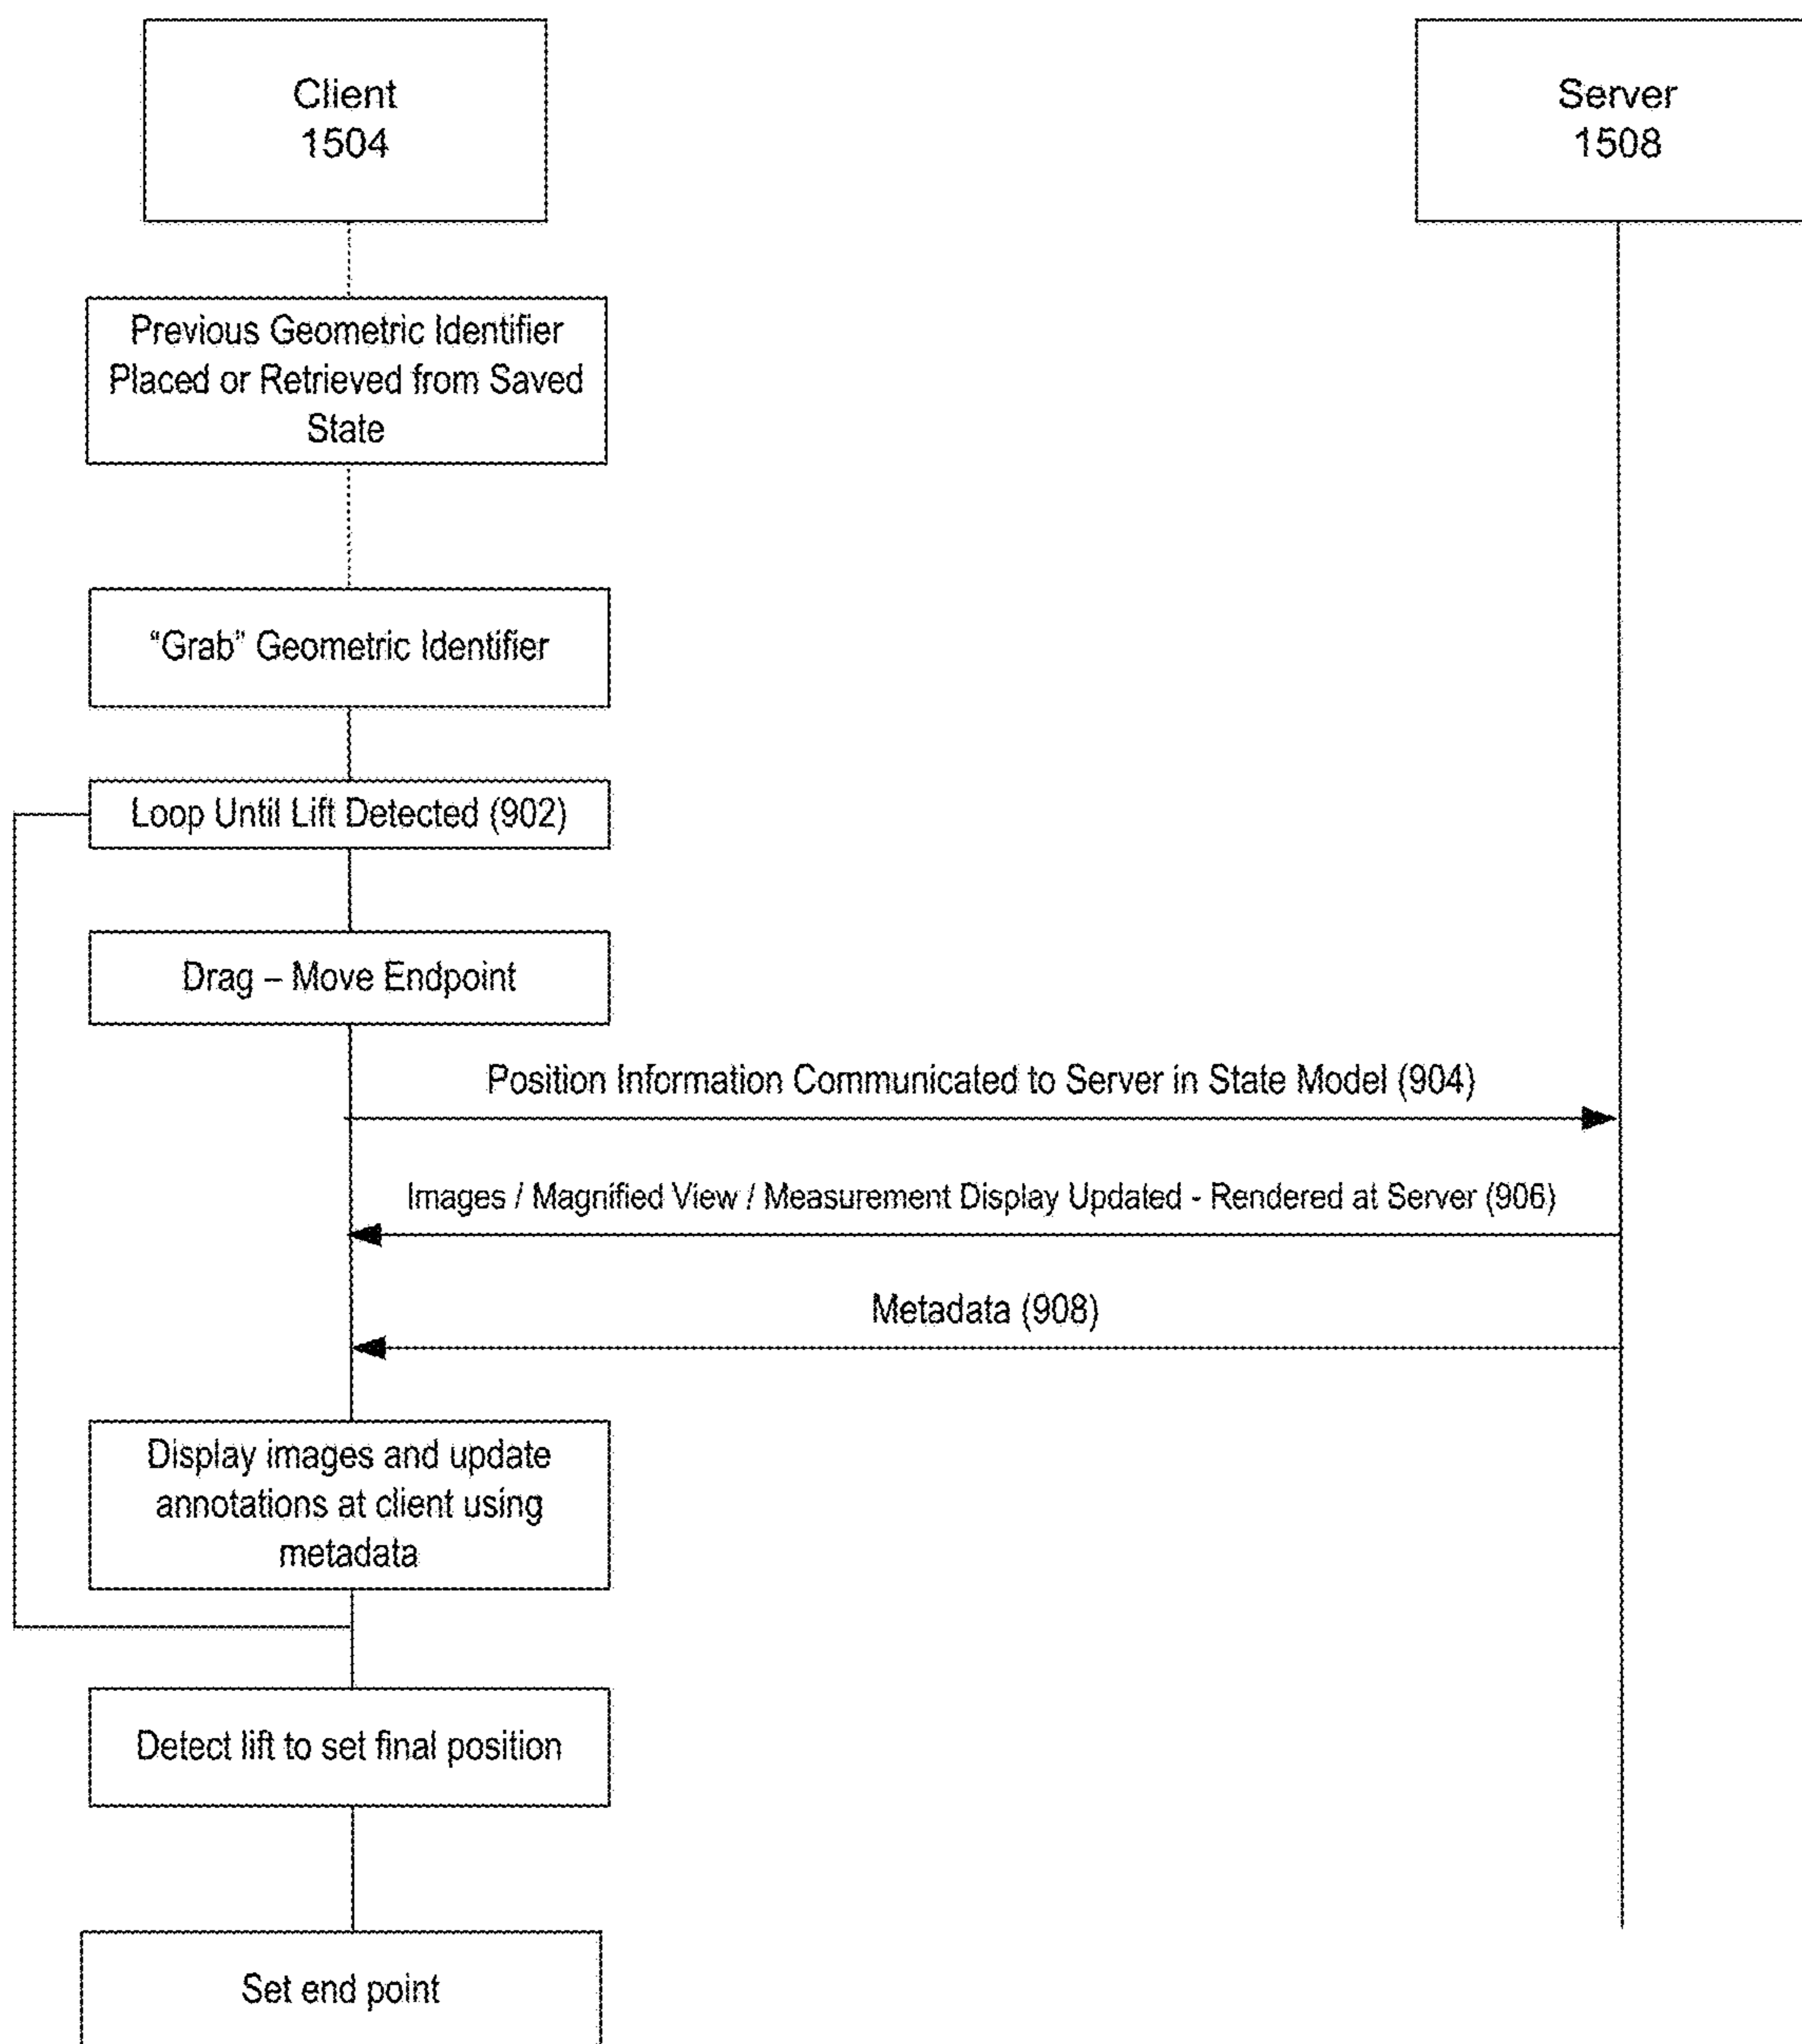 Client
1504
Server
1508
Previous Geometric Identifier
Placed or Retrieved from Saved
State
“Grab” Geometric Identifier
Loop Until Lift Detected (902)
Drag – Move Endpoint
Position Information Communicated to Server in State Model (904)
Images / Magnified View / Measurement Display Updated - Rendered at Server (906)
Metadata (908)
Display images and update
annotations at client using
metadata
Detect lift to set final position
Set end point